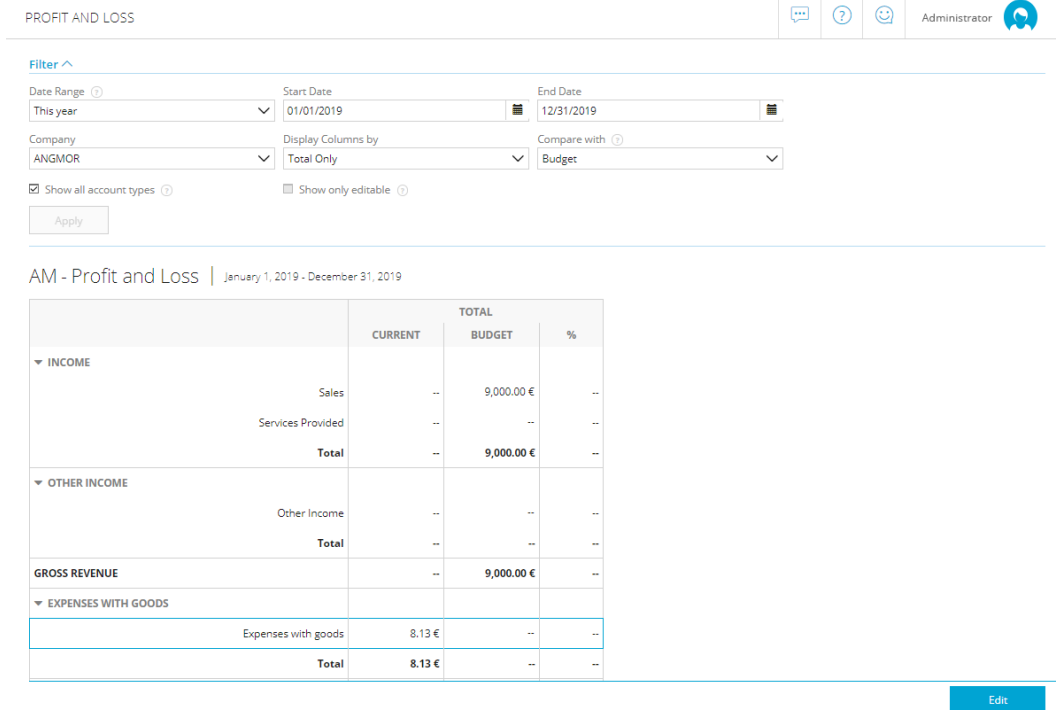 PROFIT AND LOSS
Administrator
Filter
Date Range ? Start Date End Date
This year 01/01/2019 12/31/2019
Company Display Columns by Compare with ?
ANGMOR Total Only Budget
Show all account types ? Show only editable ?
Apply
AM - Profit and Loss January 1, 2019 - December 31, 2019
TOTAL
CURRENT BUDGET %
INCOME
Sales -- 9,000.00 € --
Services Provided -- -- --
Total -- 9,000.00 € --
OTHER INCOME
Other Income -- -- --
Total -- -- --
GROSS REVENUE -- 9,000.00 € --
EXPENSES WITH GOODS
Expenses with goods 8.13 € -- --
Total 8.13 € -- --
Edit